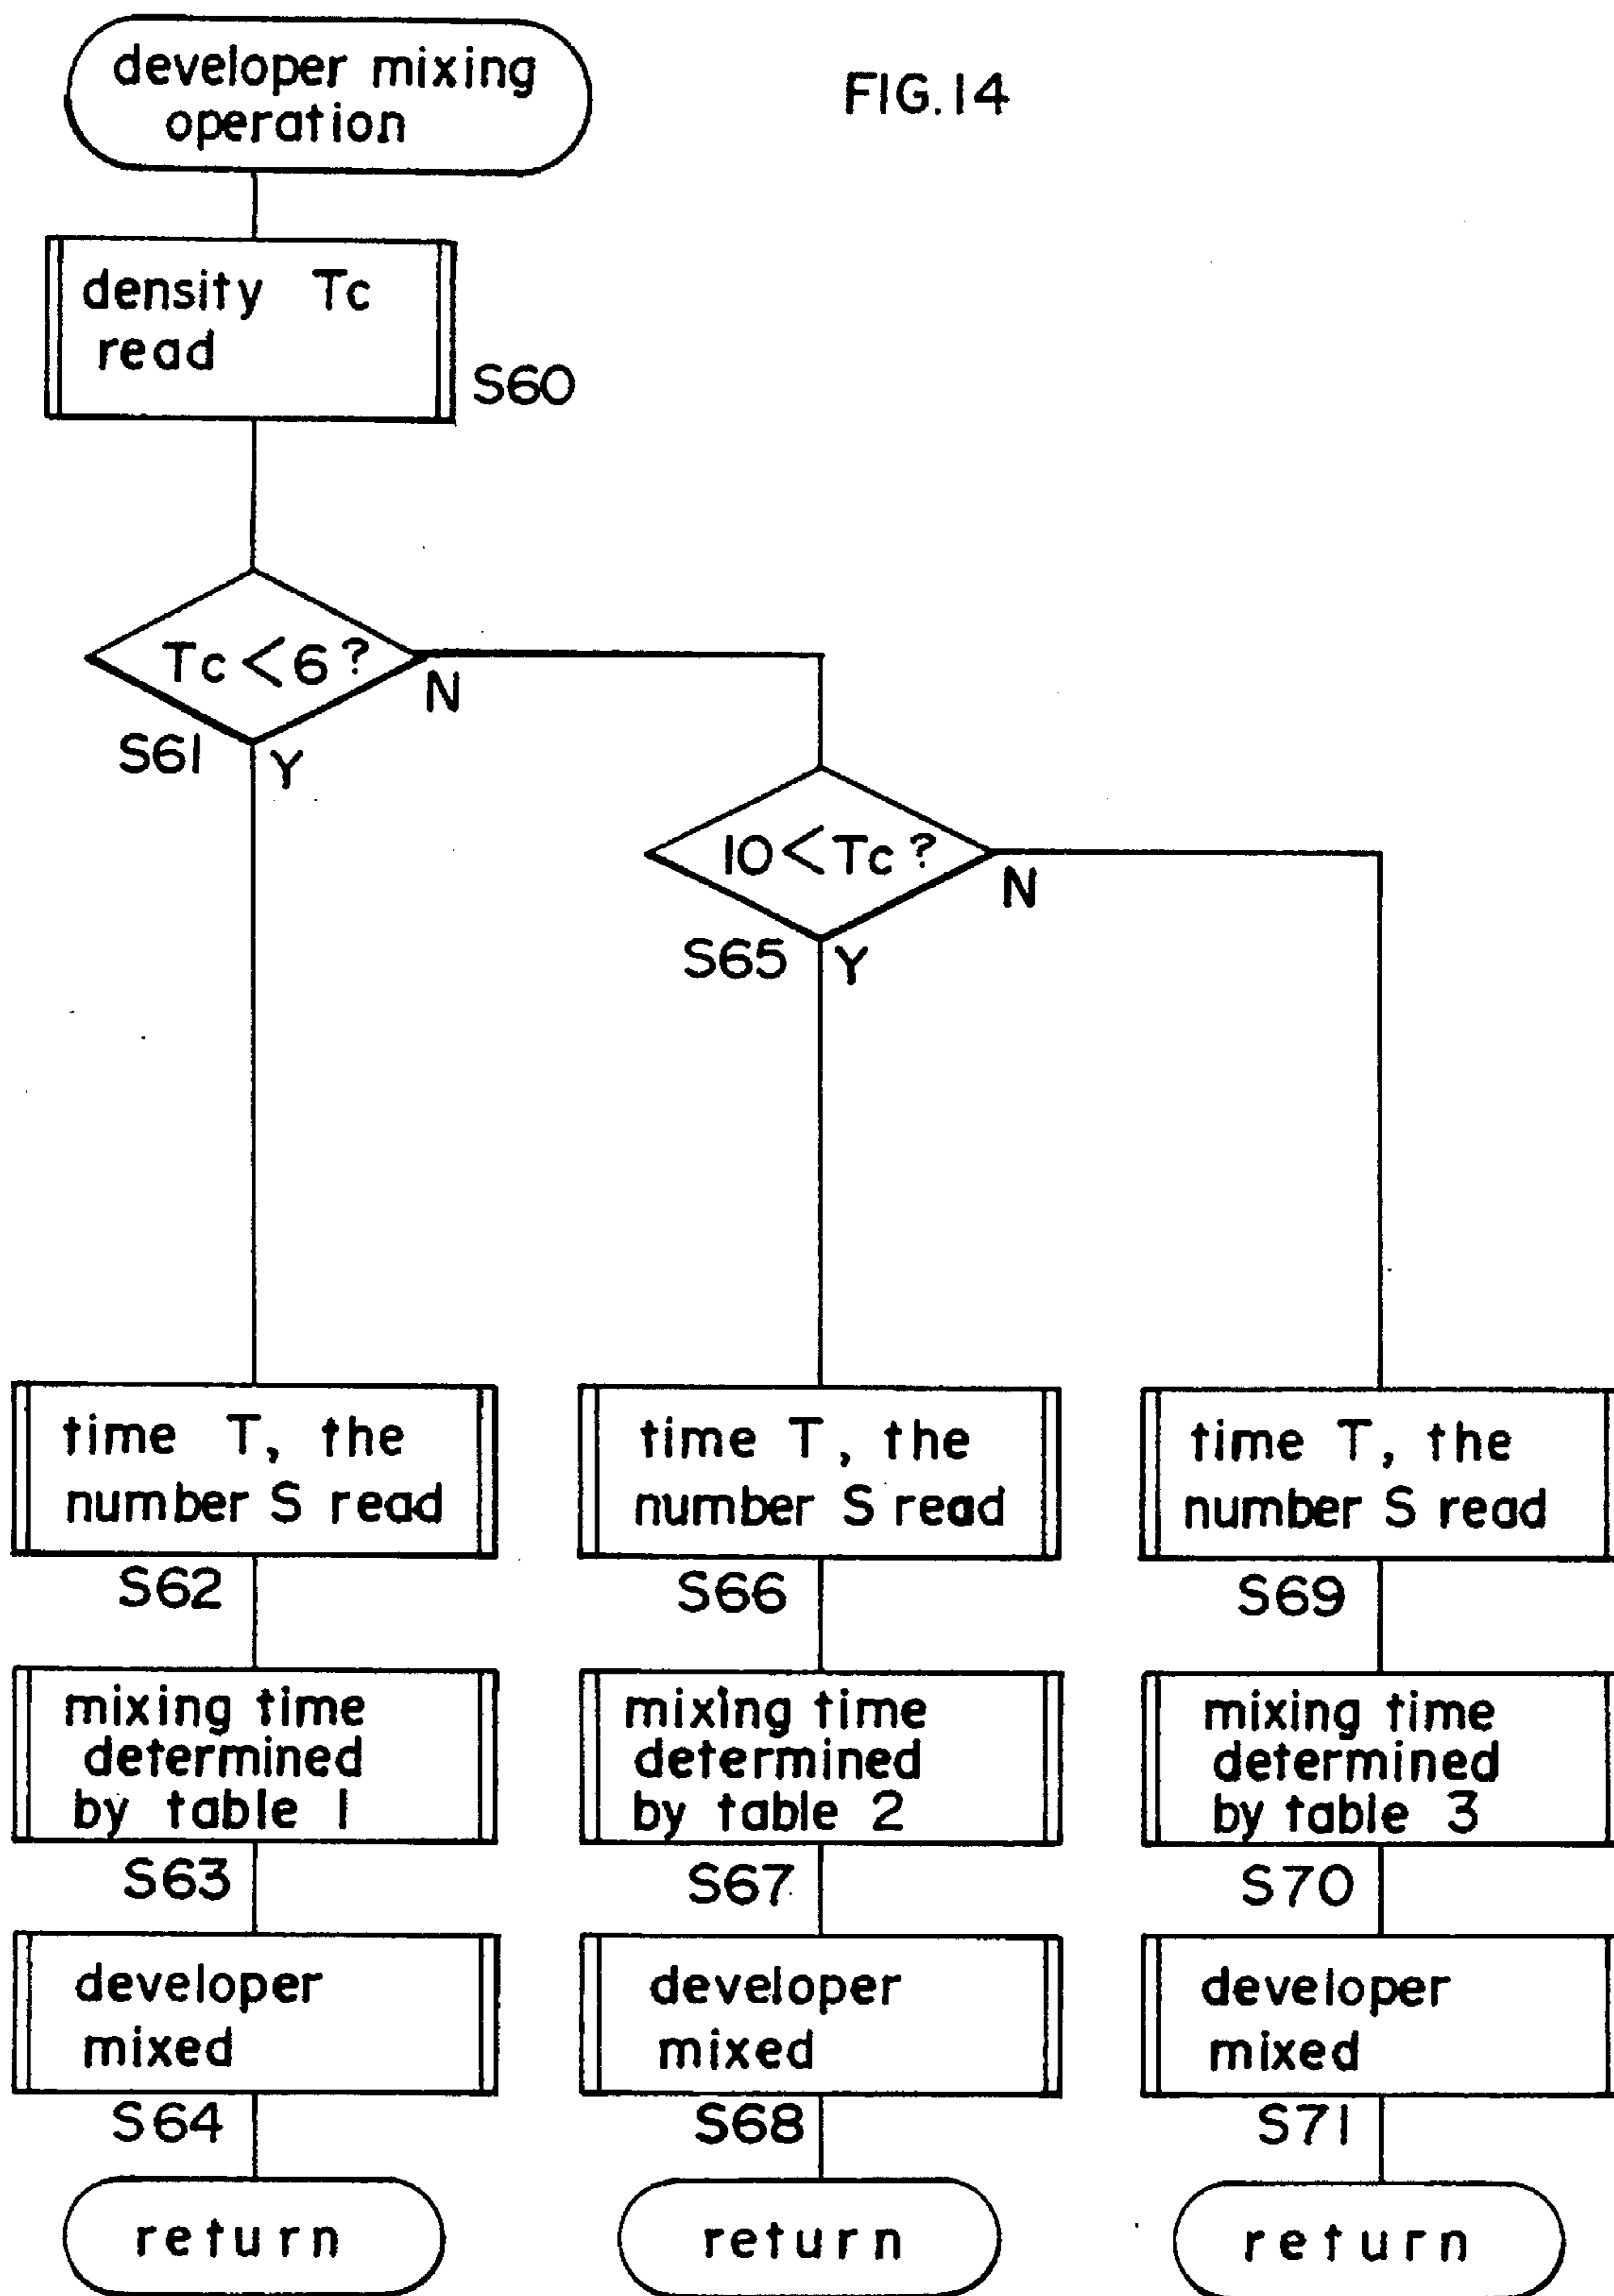 FIG.14
developer mixing
operation
density Tc
read
S60
Tc<6?
N
S61
Y
10<Tc?
N
S65
Y
time T, the
number S read
S62
mixing time
determined
by table 1
S63
developer
mixed
S64
return
time T, the
number S read
S66
mixing time
determined
by table 2
S67
developer
mixed
S68
return
time T, the
number S read
S69
mixing time
determined
by table 3
S70
developer
mixed
S71
return